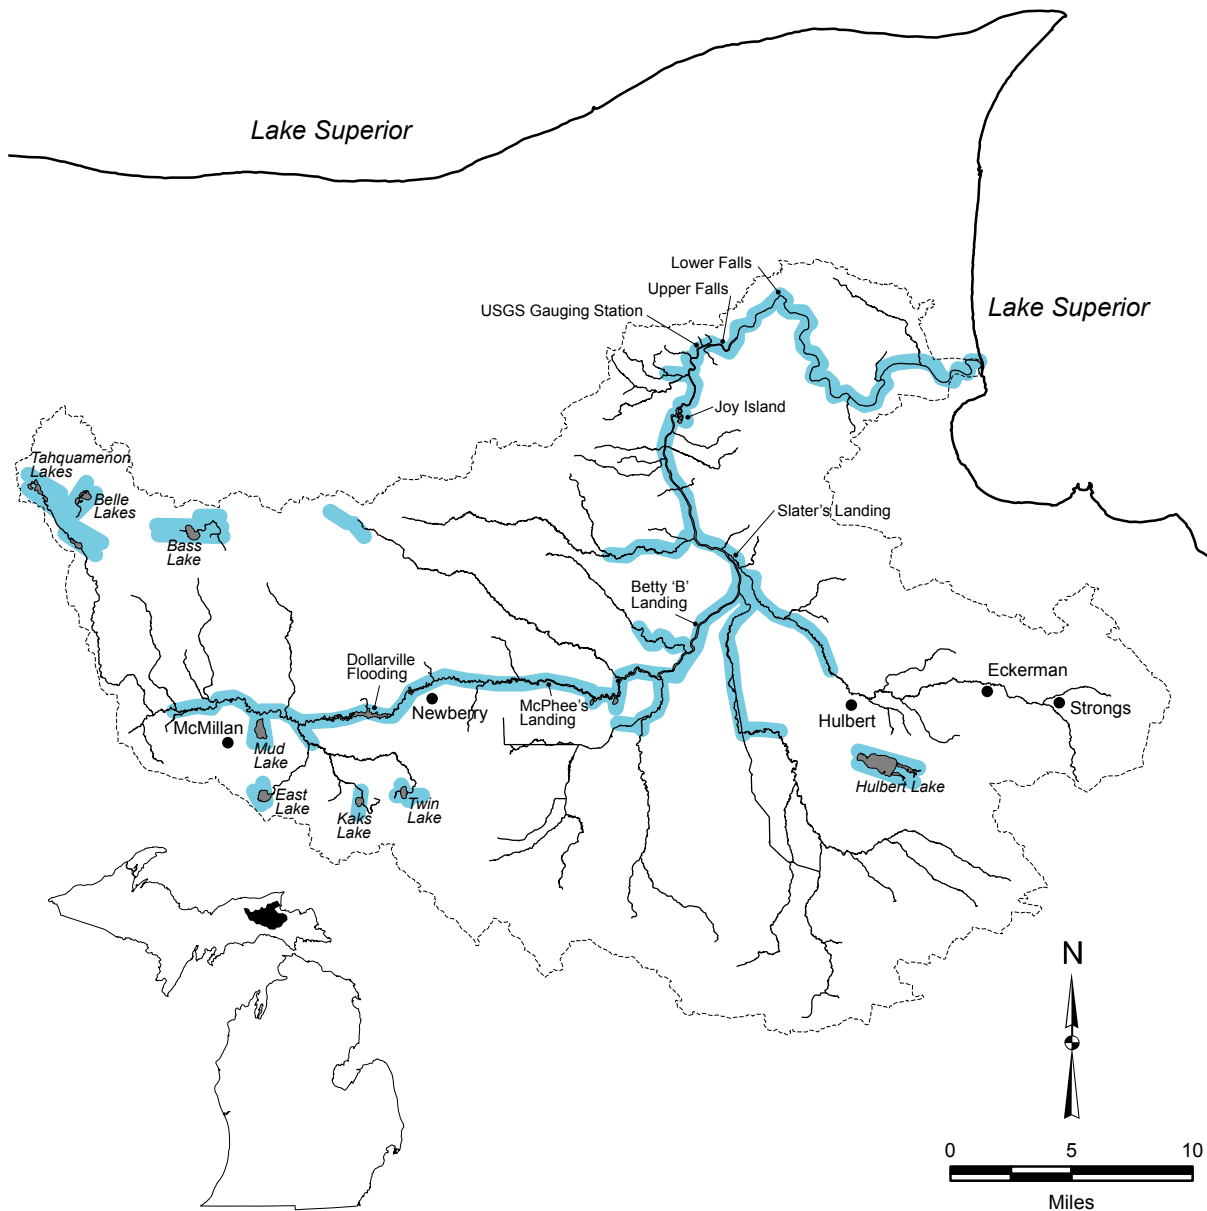 Lake Superior
Lower Falls
Upper Falls
USGS Gauging Station
Lake Superior
Joy Island
Tahquamenon
Lakes
Belle
Lakes
Bass
Lake
Slater's Landing
Betty 'B'
Landing
Dollarville
Flooding
Eckerman
McPhee's
Landing
Newberry
Strongs
Hulbert
McMillan
Mud
Lake
Hulbert Lake
East
Lake
Kaks
Lake
Twin
Lake
N
0 5 10
Miles